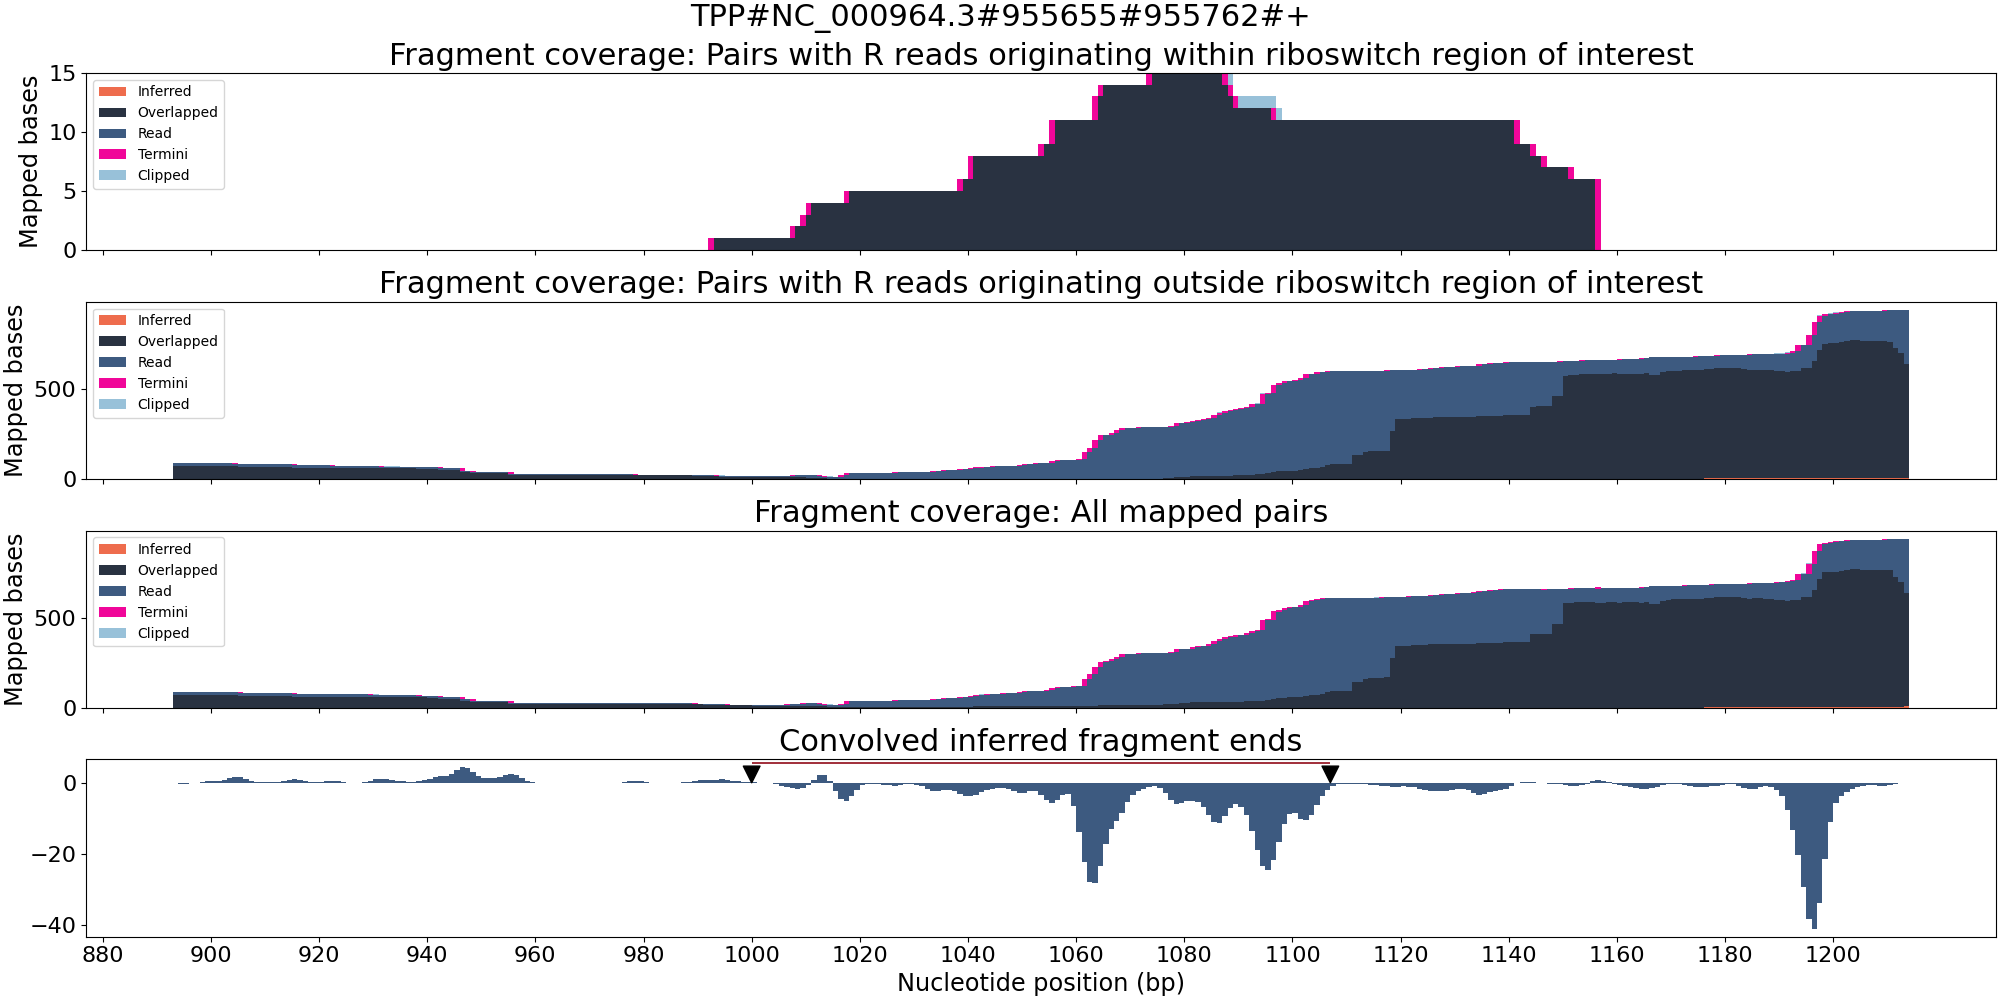 TPP#NC_000964.3#955655#955762#+
Fragment coverage: Pairs with R reads originating within riboswitch region of interest
Mapped bases
15
10
5
0
Inferred
Overlapped
Read
Termini
Clipped
Fragment coverage: Pairs with R reads originating outside riboswitch region of interest
Mapped bases
500
0
Inferred
Overlapped
Read
Termini
Clipped
Fragment coverage: All mapped pairs
Mapped bases
500
0
Inferred
Overlapped
Read
Termini
Clipped
Convolved inferred fragment ends
0
−20
−40
880 900 920 940 960 980 1000 1020 1040 1060 1080 1100 1120 1140 1160 1180 1200
Nucleotide position (bp)